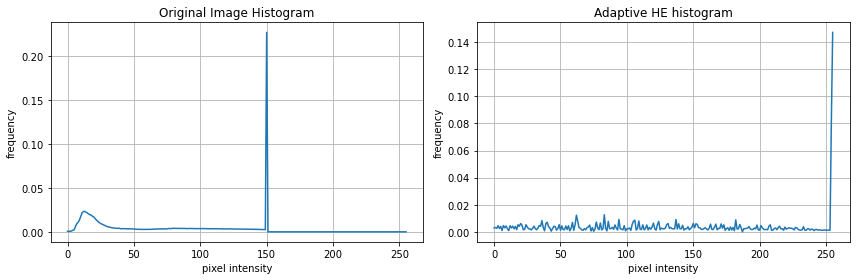 Original Image Histogram
frequency
0.20
0.15
0.10
0.05
0.00
0 50 100 150 200 250
pixel intensity
Adaptive HE histogram
frequency
0.14
0.12
0.10
0.08
0.06
0.04
0.02
0.00
0 50 100 150 200 250
pixel intensity